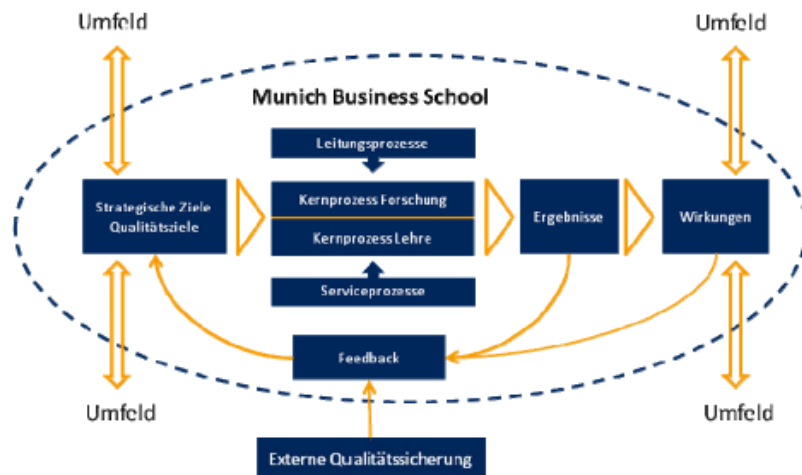 Umfeld
Umfeld
Munich Business School
Leitungsprozesse
Strategische Ziele
Qualitätsziele
Kernprozess Forschung
Kernprozess Lehre
Ergebnisse
Wirkungen
Serviceprozesse
Feedback
Umfeld
Umfeld
Externe Qualitätssicherung